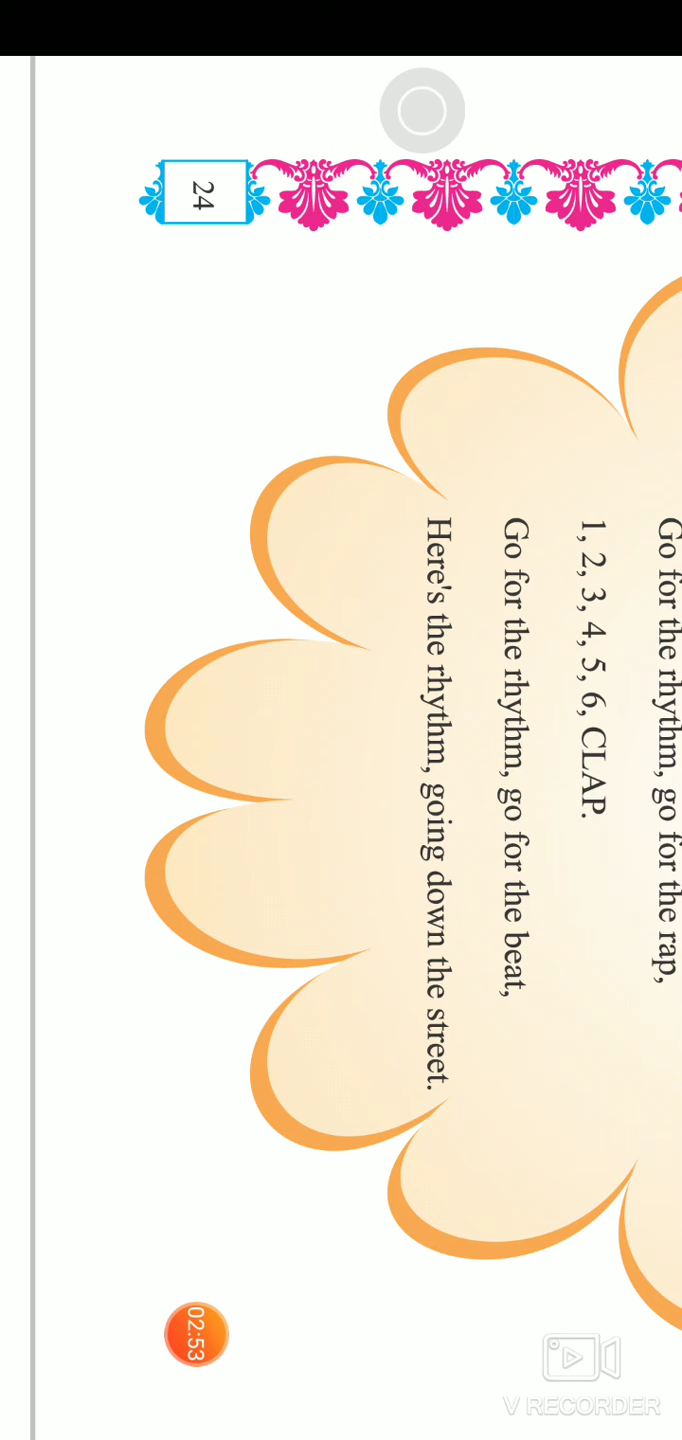 Go for the rhythm, go for the rap,
1, 2, 3, 4, 5, 6, CLAP.
Go for the rhythm, go for the beat,
Here's the rhythm, going down the street.
24
02:53
V RECORDER